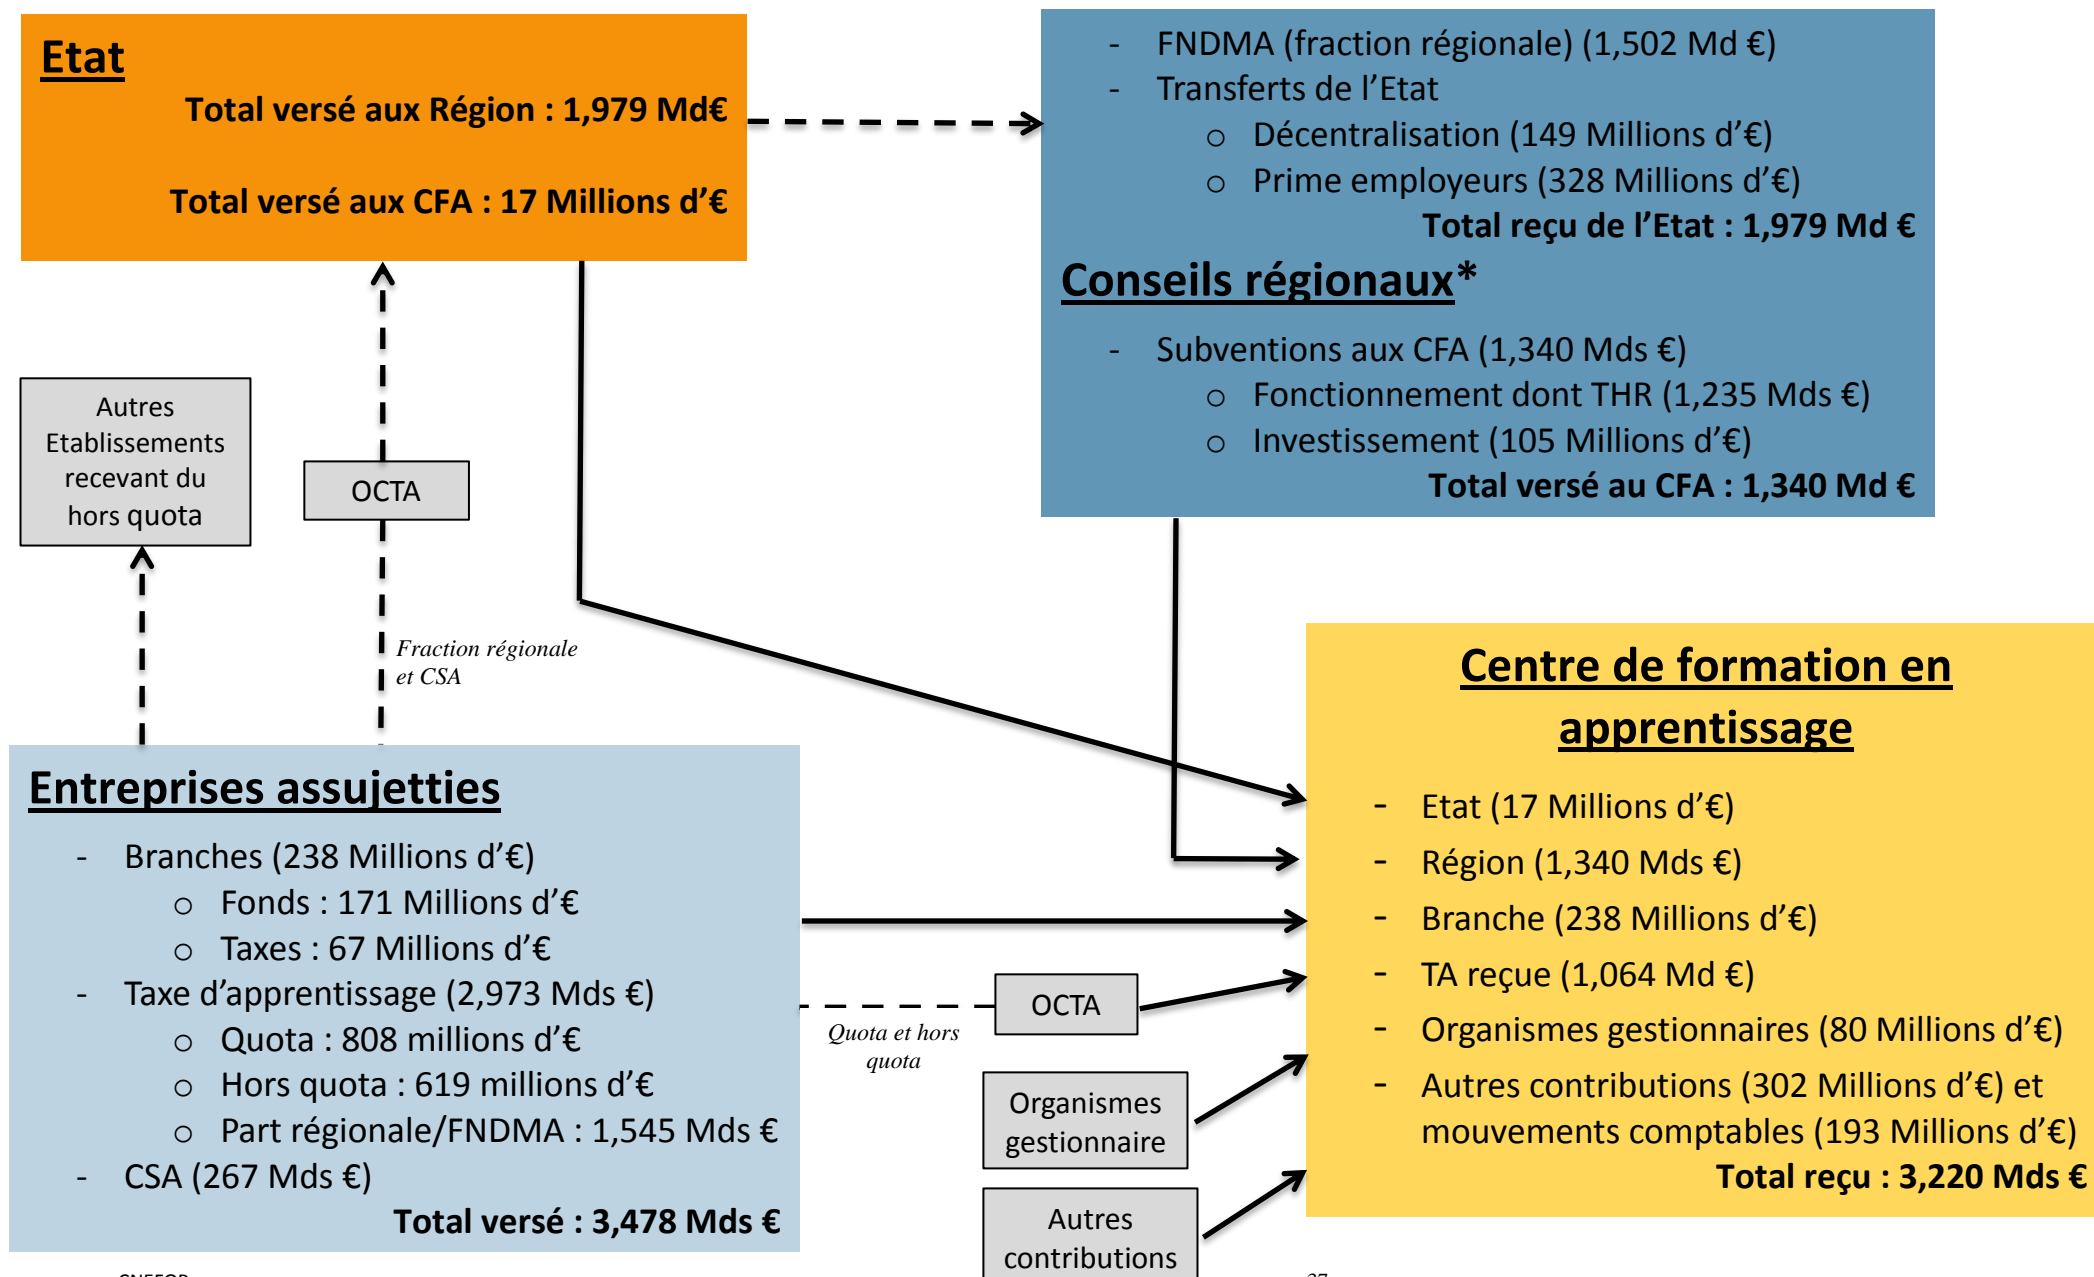 Etat
Total versé aux Région : 1,979 Md€
Total versé aux CFA : 17 Millions d’€
- FNDMA (fraction régionale) (1,502 Md €)
- Transferts de l’Etat
o Décentralisation (149 Millions d’€)
o Prime employeurs (328 Millions d’€)
Total reçu de l’Etat : 1,979 Md €
Conseils régionaux*
- Subventions aux CFA (1,340 Mds €)
o Fonctionnement dont THR (1,235 Mds €)
o Investissement (105 Millions d’€)
Total versé au CFA : 1,340 Md €
Autres
Etablissements
recevant du
hors quota
OCTA
Fraction régionale
et CSA
Entreprises assujetties
- Branches (238 Millions d’€)
o Fonds : 171 Millions d’€
o Taxes : 67 Millions d’€
- Taxe d’apprentissage (2,973 Mds €)
o Quota : 808 millions d’€
o Hors quota : 619 millions d’€
o Part régionale/FNDMA : 1,545 Mds €
- CSA (267 Mds €)
Total versé : 3,478 Mds €
Quota et hors
quota
OCTA
Organismes
gestionnaire
Autres
contributions
Centre de formation en
apprentissage
- Etat (17 Millions d’€)
- Région (1,340 Mds €)
- Branche (238 Millions d’€)
- TA reçue (1,064 Md €)
- Organismes gestionnaires (80 Millions d’€)
- Autres contributions (302 Millions d’€) et
mouvements comptables (193 Millions d’€)
Total reçu : 3,220 Mds €